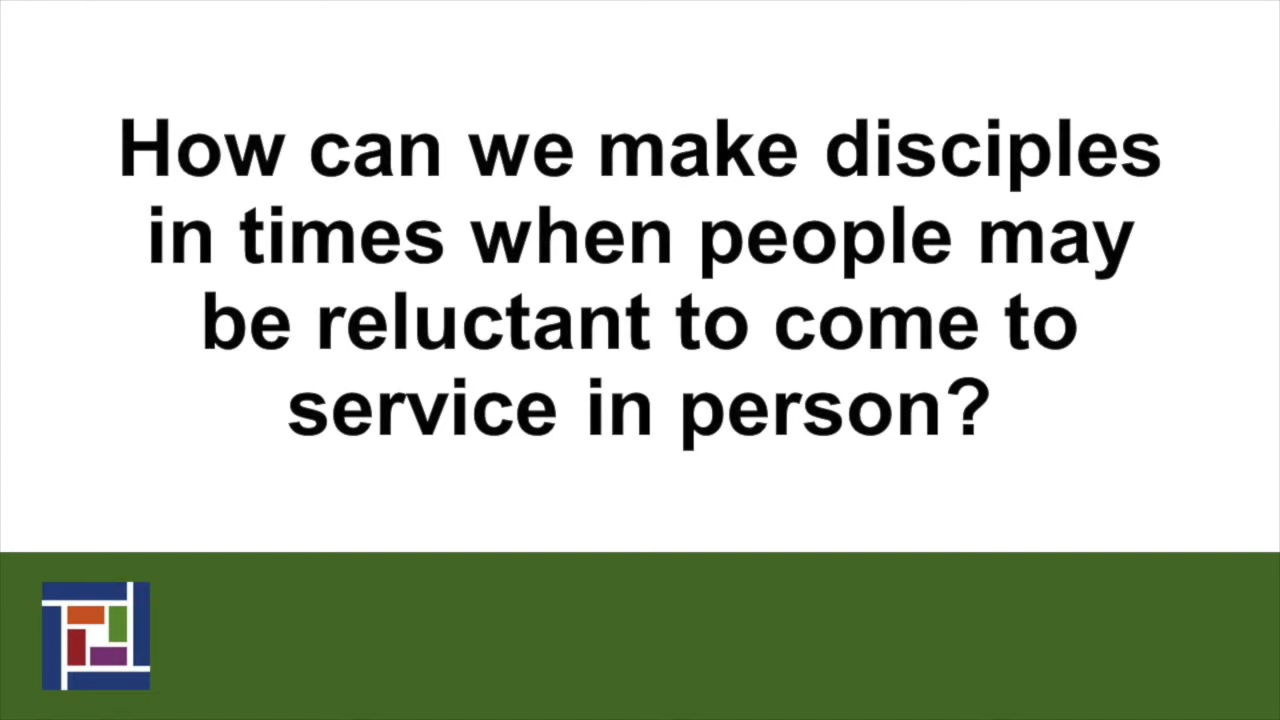 How can we make disciples
in times when people may
be reluctant to come to
service in person?